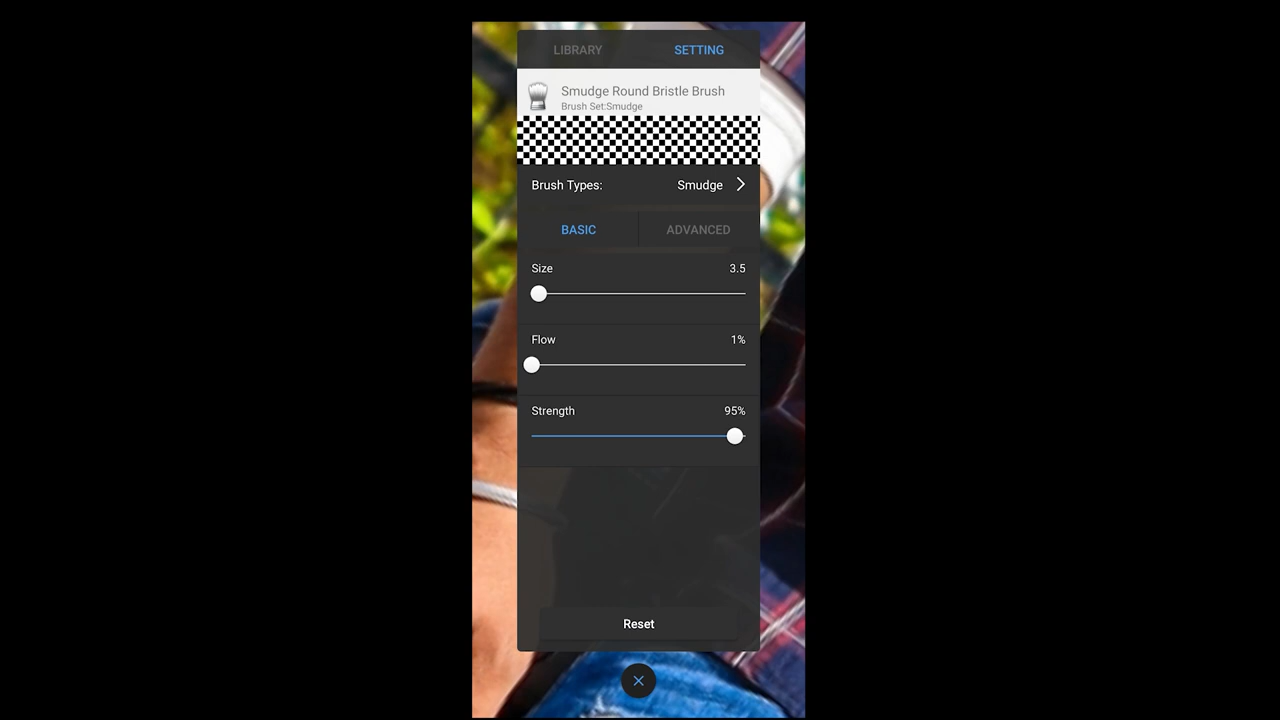 LIBRARY SETTING
Smudge Round Bristle Brush
Brush Set:Smudge
Brush Types: Smudge
BASIC ADVANCED
Size 3.5
Flow 1%
Strength 95%
Reset